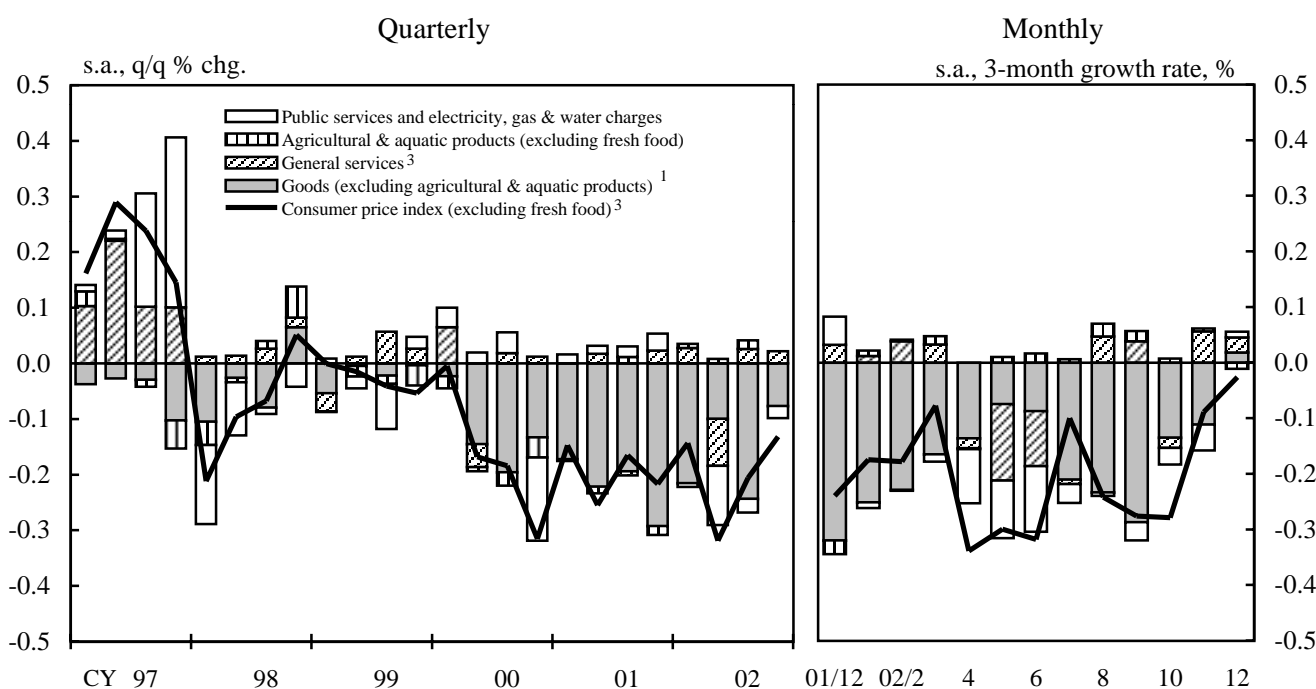 Quarterly
Monthly
s.a., q/q % chg.
s.a., 3-month growth rate, %
0.5
0.4
0.3
0.2
0.1
0.0
-0.1
-0.2
-0.3
-0.4
-0.5
Public services and electricity, gas & water charges
Agricultural & aquatic products (excluding fresh food)
General services 3
Goods (excluding agricultural & aquatic products) 1
Consumer price index (excluding fresh food) 3
0.5
0.4
0.3
0.2
0.1
0.0
-0.1
-0.2
-0.3
-0.4
-0.5
CY 97 98 99 00 01 02
01/12 02/2 4 6 8 10 12